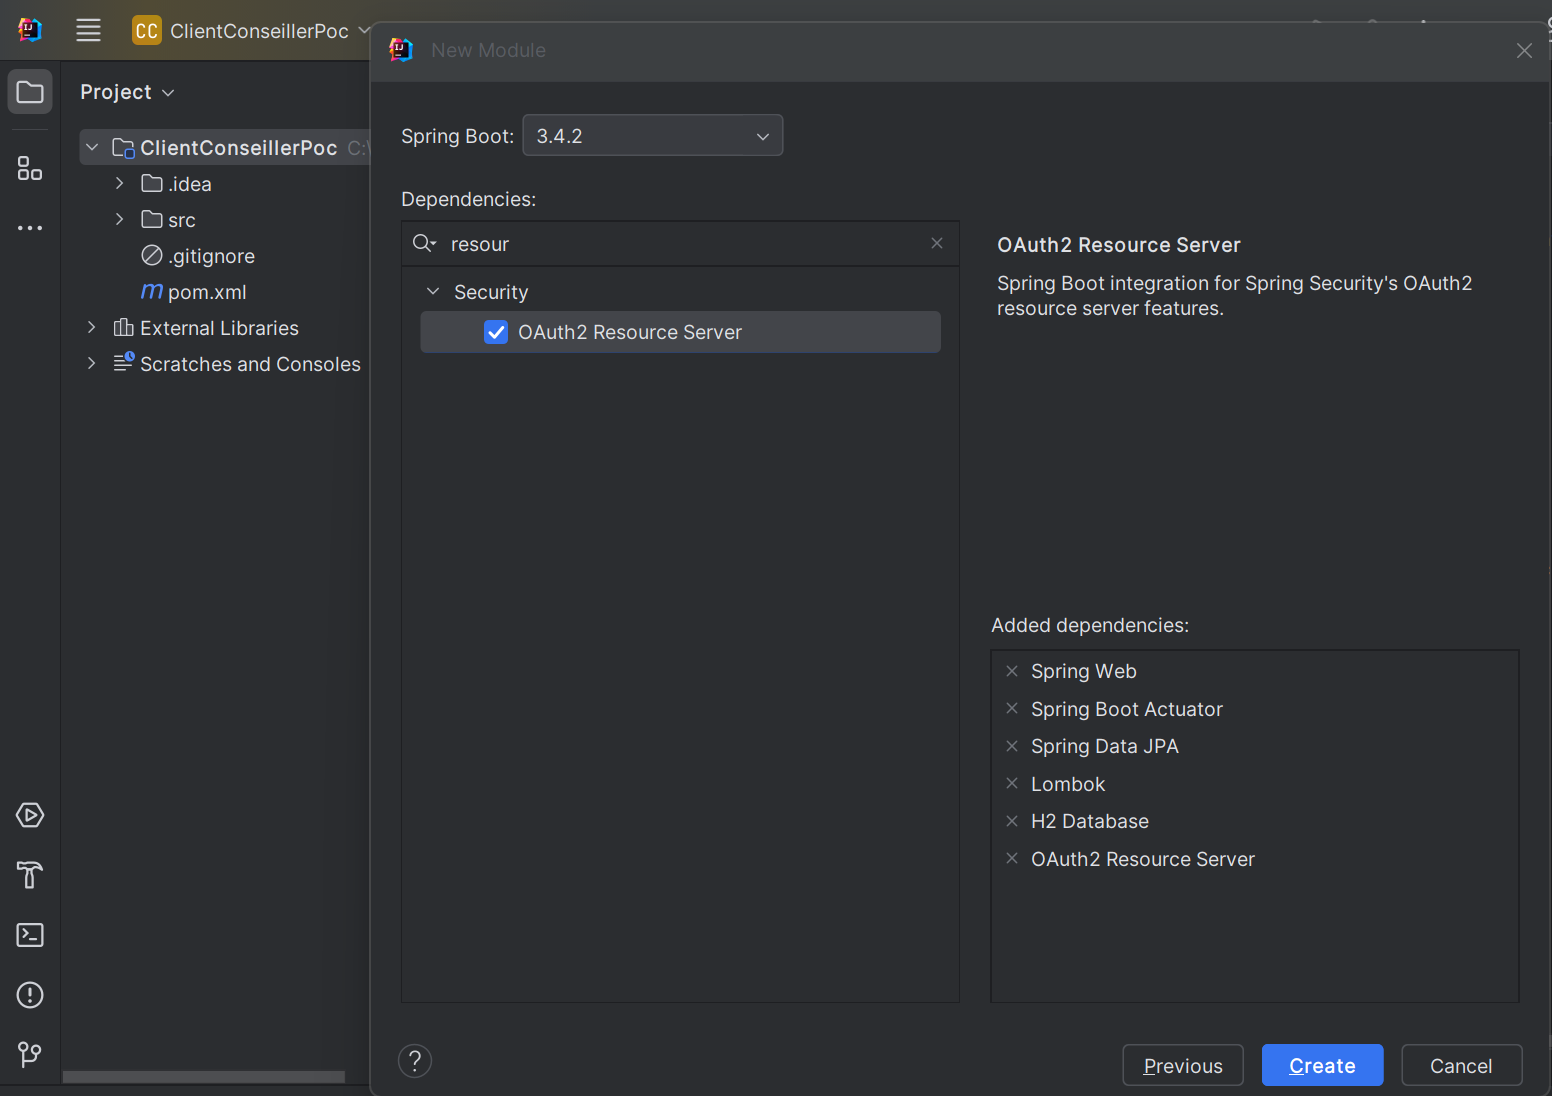 CC ClientConseillerPoc
New Module
Project
ClientConseillerPoc C:\
.idea
src
.gitignore
pom.xml
External Libraries
Scratches and Consoles
Spring Boot: 3.4.2
Dependencies:
resour
Security
OAuth2 Resource Server
OAuth2 Resource Server
Spring Boot integration for Spring Security's OAuth2
resource server features.
Added dependencies:
Spring Web
Spring Boot Actuator
Spring Data JPA
Lombok
H2 Database
OAuth2 Resource Server
? Previous Create Cancel